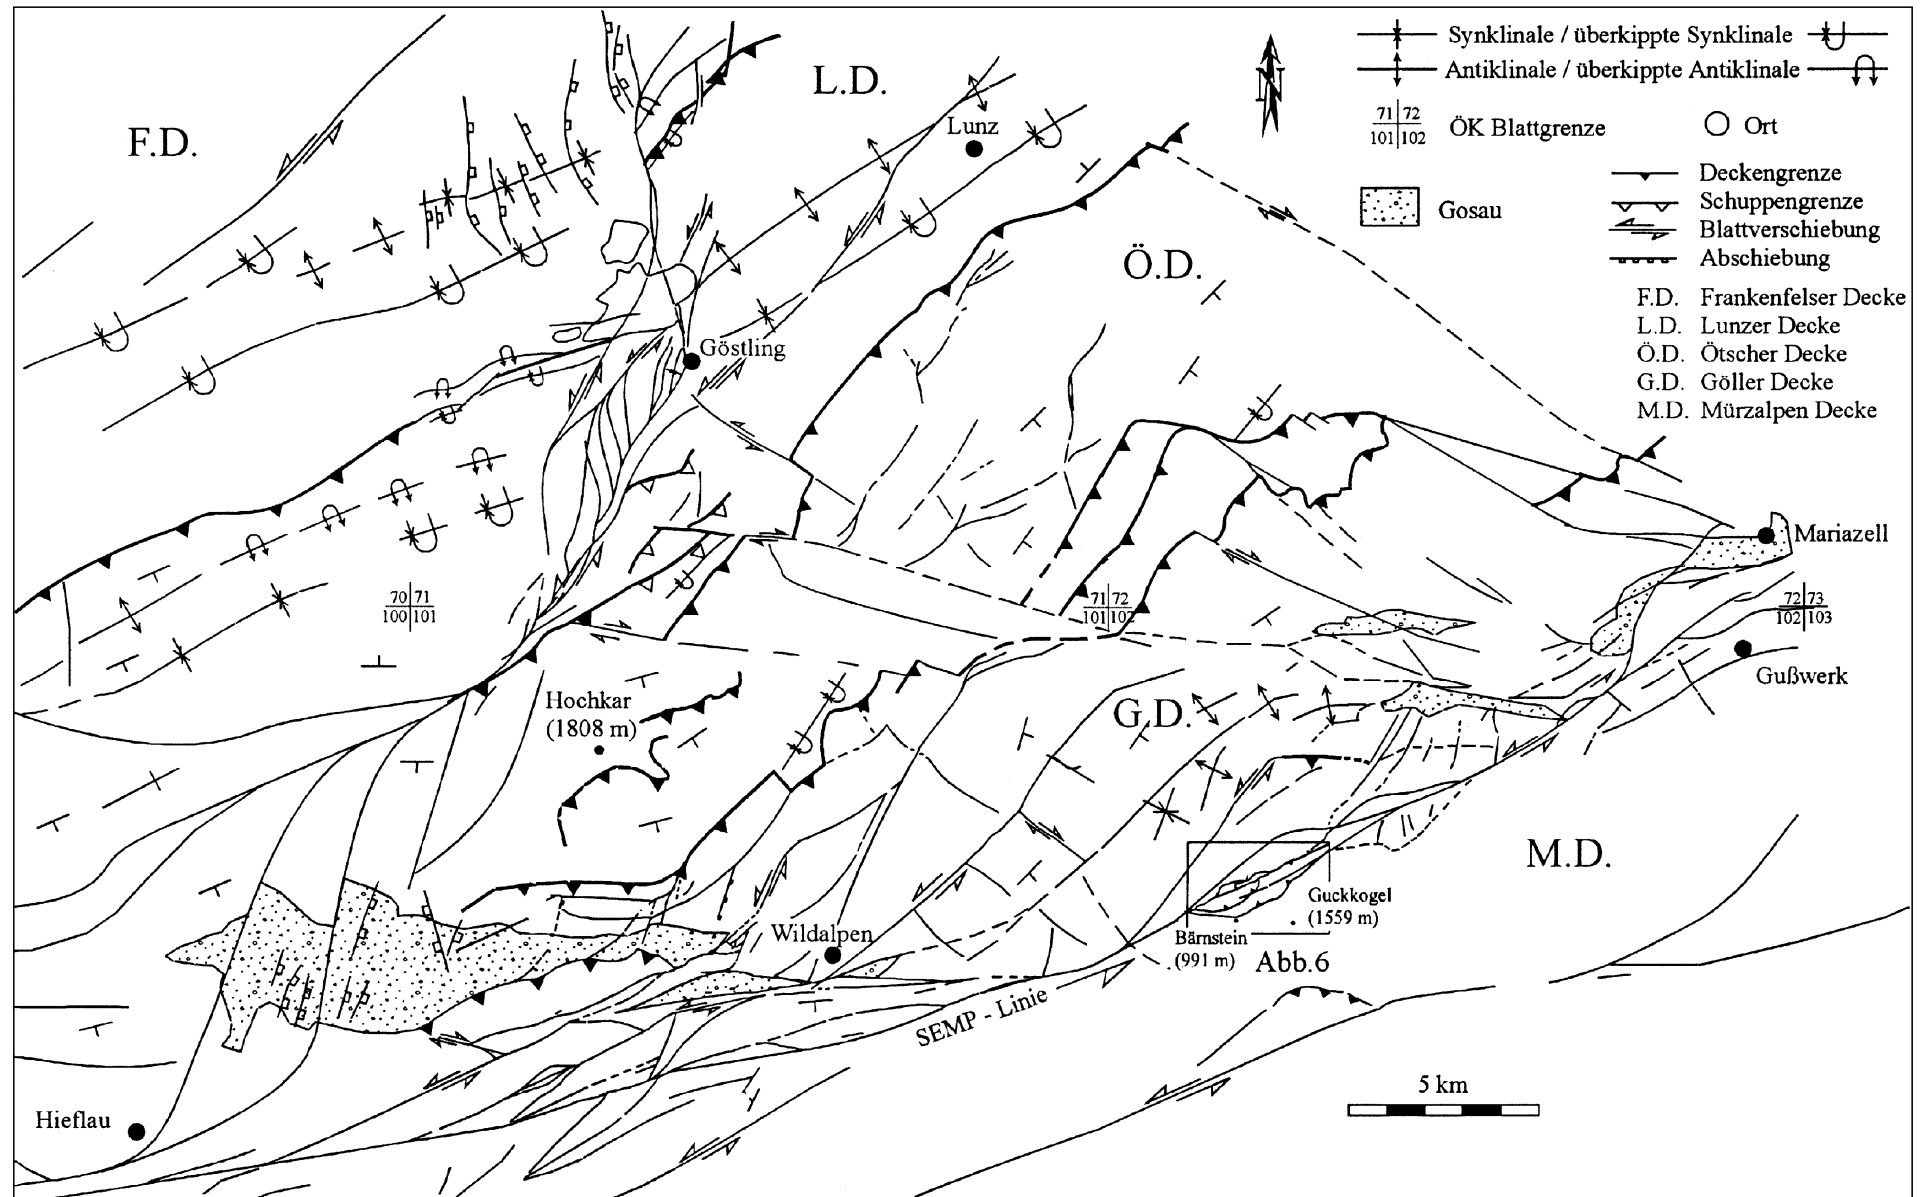 Synklinale / überkippte Synklinale
Antiklinale / überkippte Antiklinale
N
71 72
101 102
ÖK Blattgrenze
Ort
Gosau
Deckengrenze
Schuppengrenze
Blattverschiebung
Abschiebung
F.D. Frankenfelser Decke
L.D. Lunzer Decke
Ö.D. Ötscher Decke
G.D. Göller Decke
M.D. Mürzalpen Decke
L.D.
F.D.
Lunz
Ö.D.
Göstling
Mariazell
70 71
100 101
71 72
101 102
72 73
102 103
Gußwerk
Hochkar
(1808 m)
G.D.
M.D.
Guckkogel
(1559 m)
Bärnstein
(991 m)
Abb.6
Wildalpen
SEMP - Linie
5 km
Hieflau